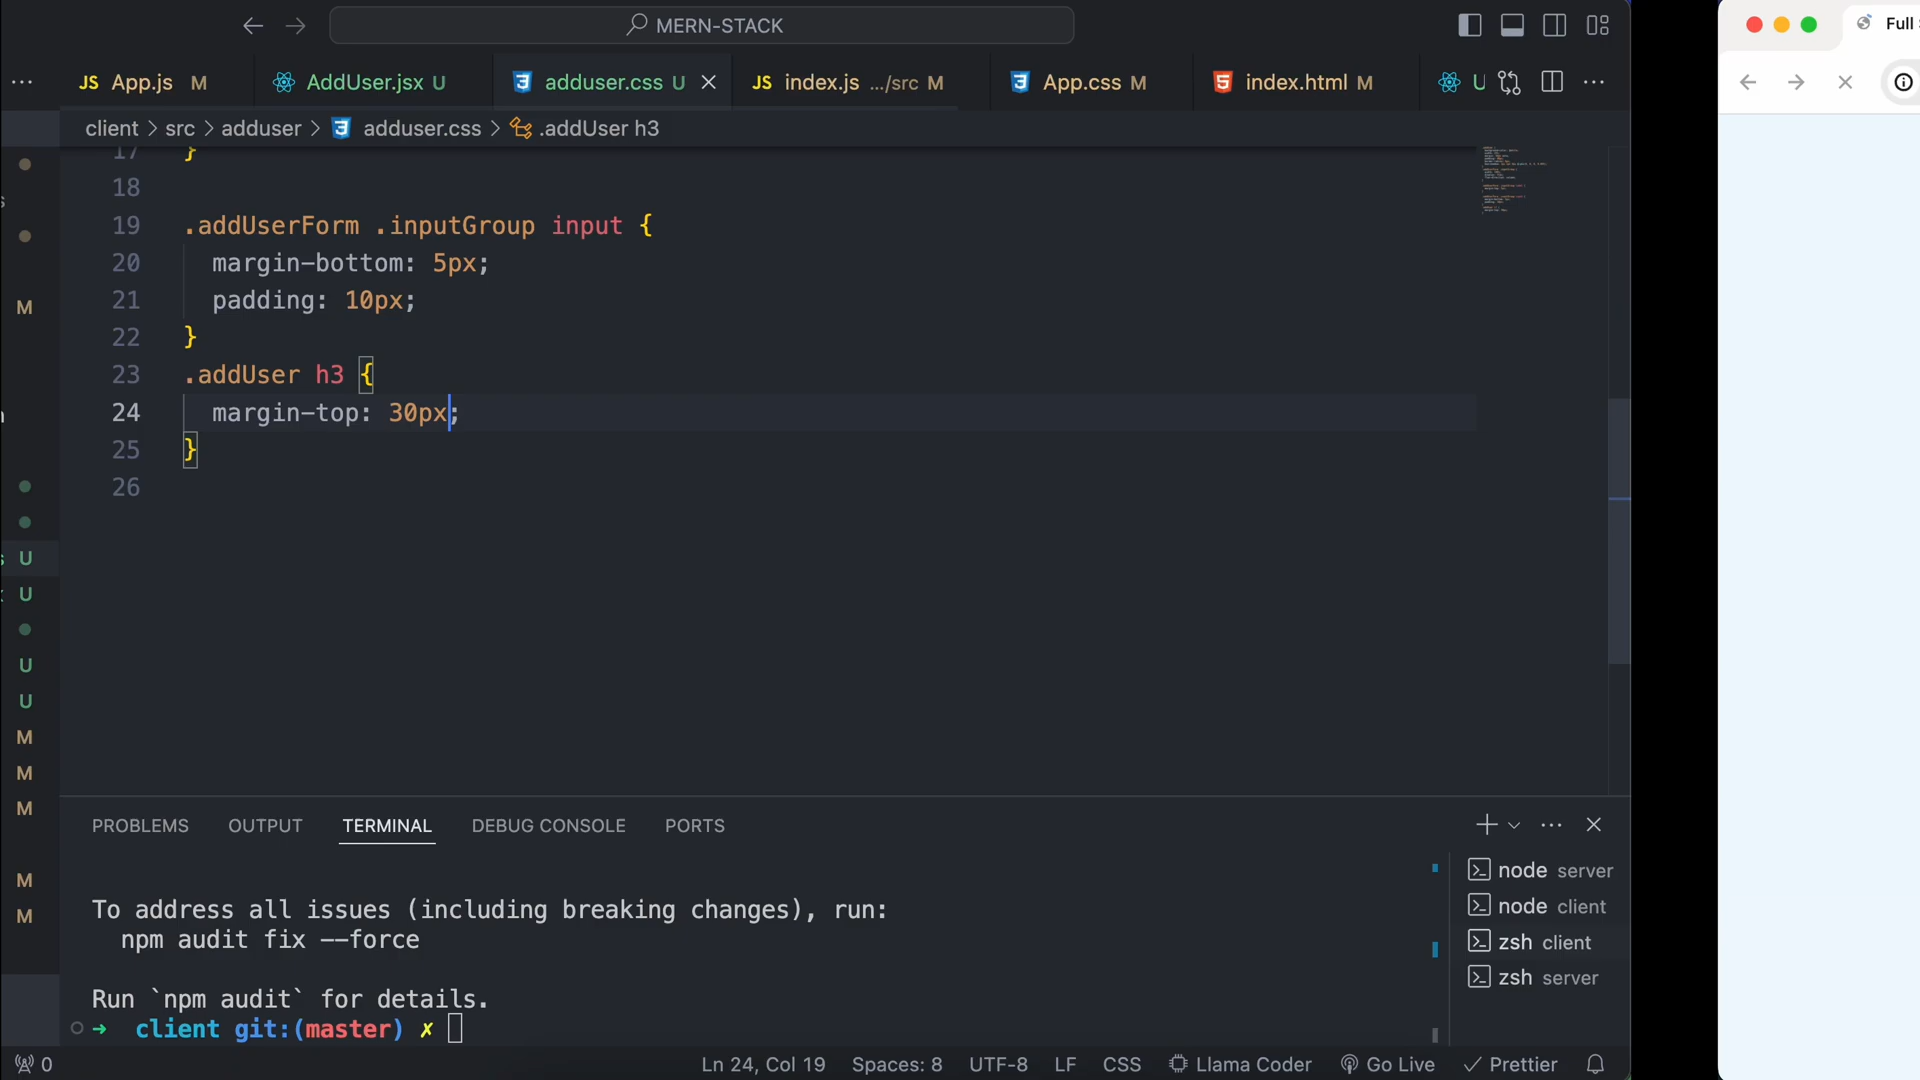 MERN-STACK
Full
JS App.js M
AddUser.jsx U
adduser.css U
JS index.js .../src M
App.css M
index.html M
U
client > src > adduser > adduser.css > .addUser h3
17 }
18
19 .addUserForm .inputGroup input {
20 margin-bottom: 5px;
21 padding: 10px;
22 }
23 .addUser h3 {
24 margin-top: 30px;
25 }
26
M
U
U
U
U
M
M
M
M
M
PROBLEMS OUTPUT TERMINAL DEBUG CONSOLE PORTS
To address all issues (including breaking changes), run:
npm audit fix --force
Run `npm audit` for details.
➜ client git:(master) ✗
node server
node client
zsh client
zsh server
0
Ln 24, Col 19 Spaces: 8 UTF-8 LF CSS Llama Coder Go Live Prettier